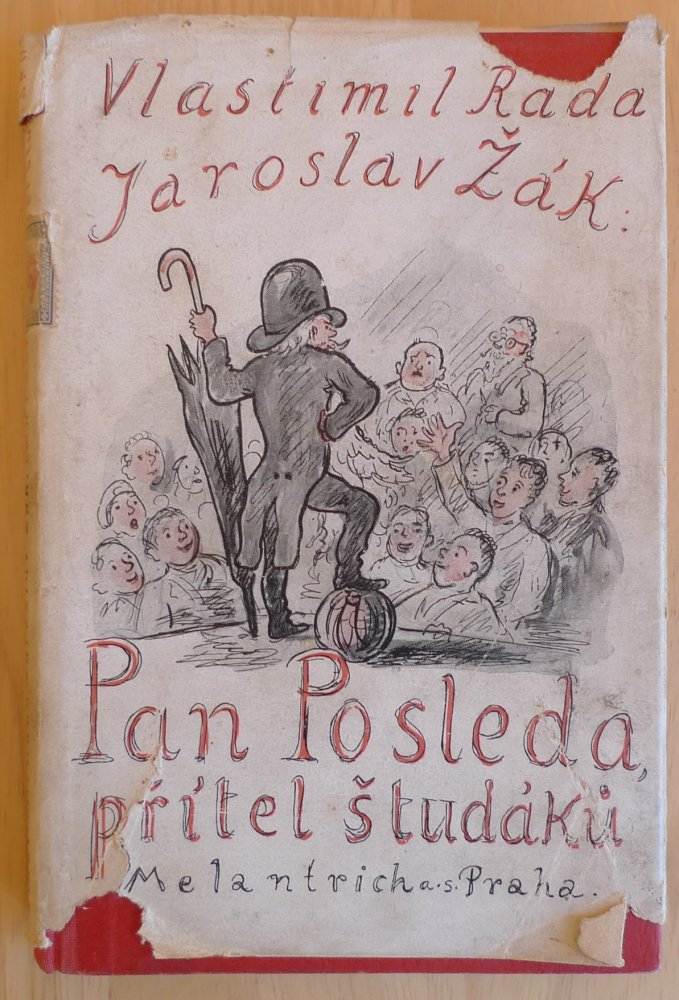 Vlastimil Rada
Jaroslav Žák:
Pan Posleda,
přítel študáků
Melantrich a.s. Praha.